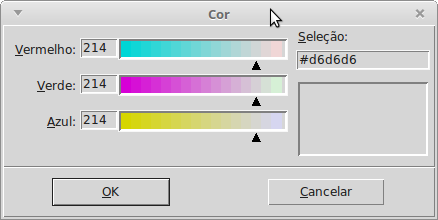 Cor
Vermelho: 214
Seleção:
#d6d6d6
Verde: 214
Azul: 214
OK
Cancelar